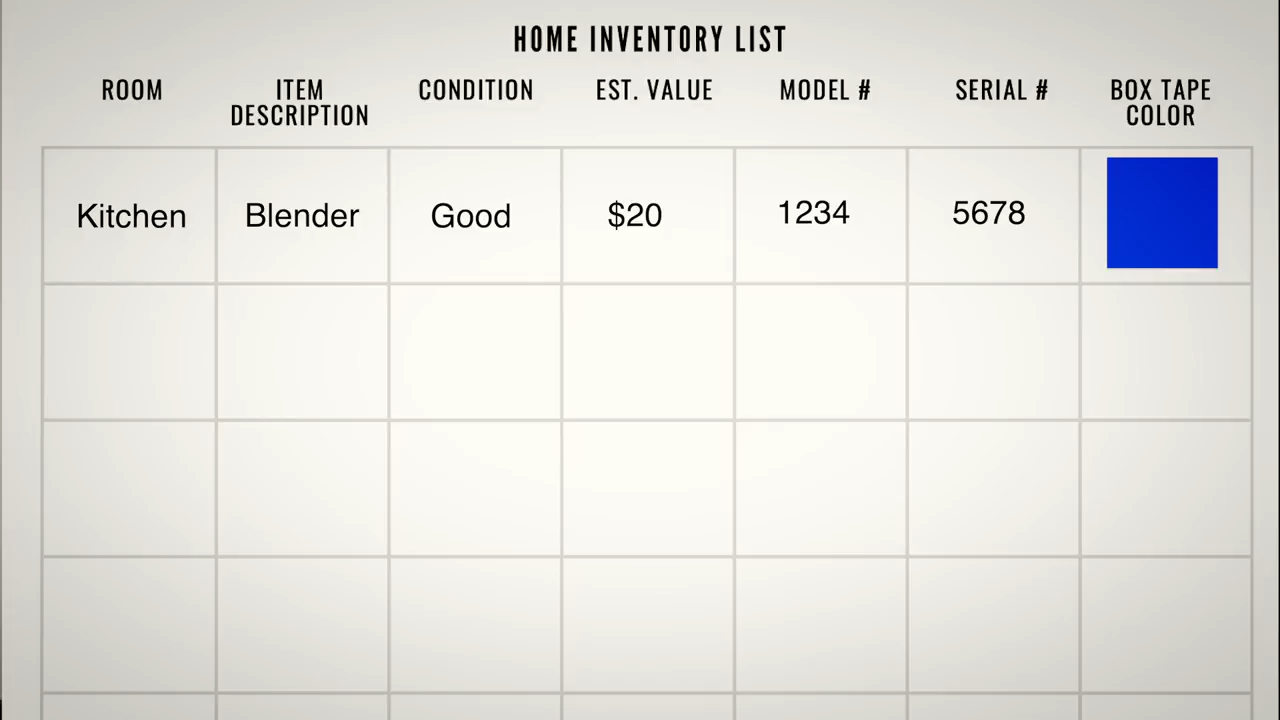 HOME INVENTORY LIST
ROOM
ITEM
DESCRIPTION
CONDITION
EST. VALUE
MODEL #
SERIAL #
BOX TAPE
COLOR
Kitchen
Blender
Good
$20
1234
5678